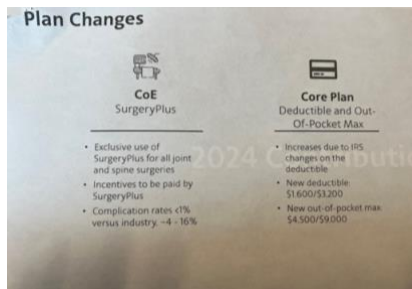 Plan Changes
CoE
SurgeryPlus
• Exclusive use of
SurgeryPlus for all joint
and spine surgeries
• Incentives to be paid by
SurgeryPlus
• Complication rates <1%
versus industry ~4 - 16%
Core Plan
Deductible and Out-
Of-Pocket Max
• Increases due to IRS
changes on the
deductible
• New deductible:
$1,600/$3,200
• New out-of-pocket max:
$4,500/$9,000
2024